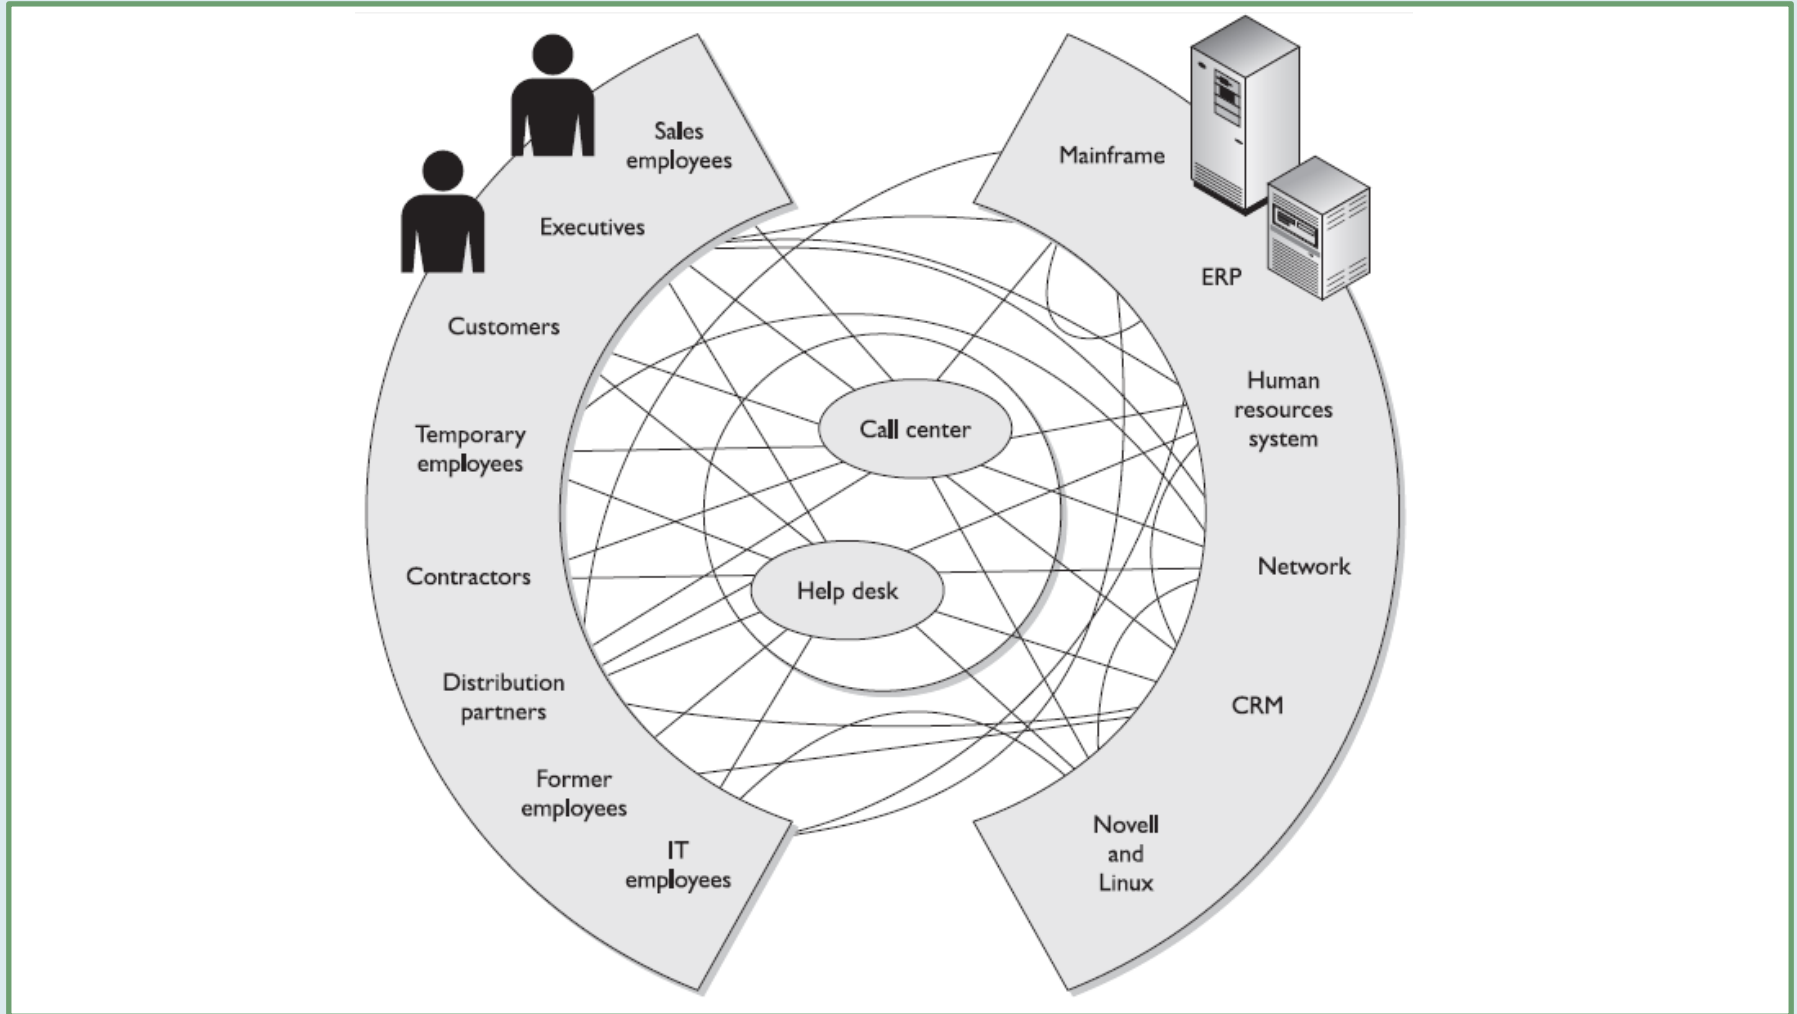 Sales
employees
Executives
Customers
Temporary
employees
Contractors
Distribution
partners
Former
employees
IT
employees
Call center
Help desk
Mainframe
ERP
Human
resources
system
Network
CRM
Novell
and
Linux